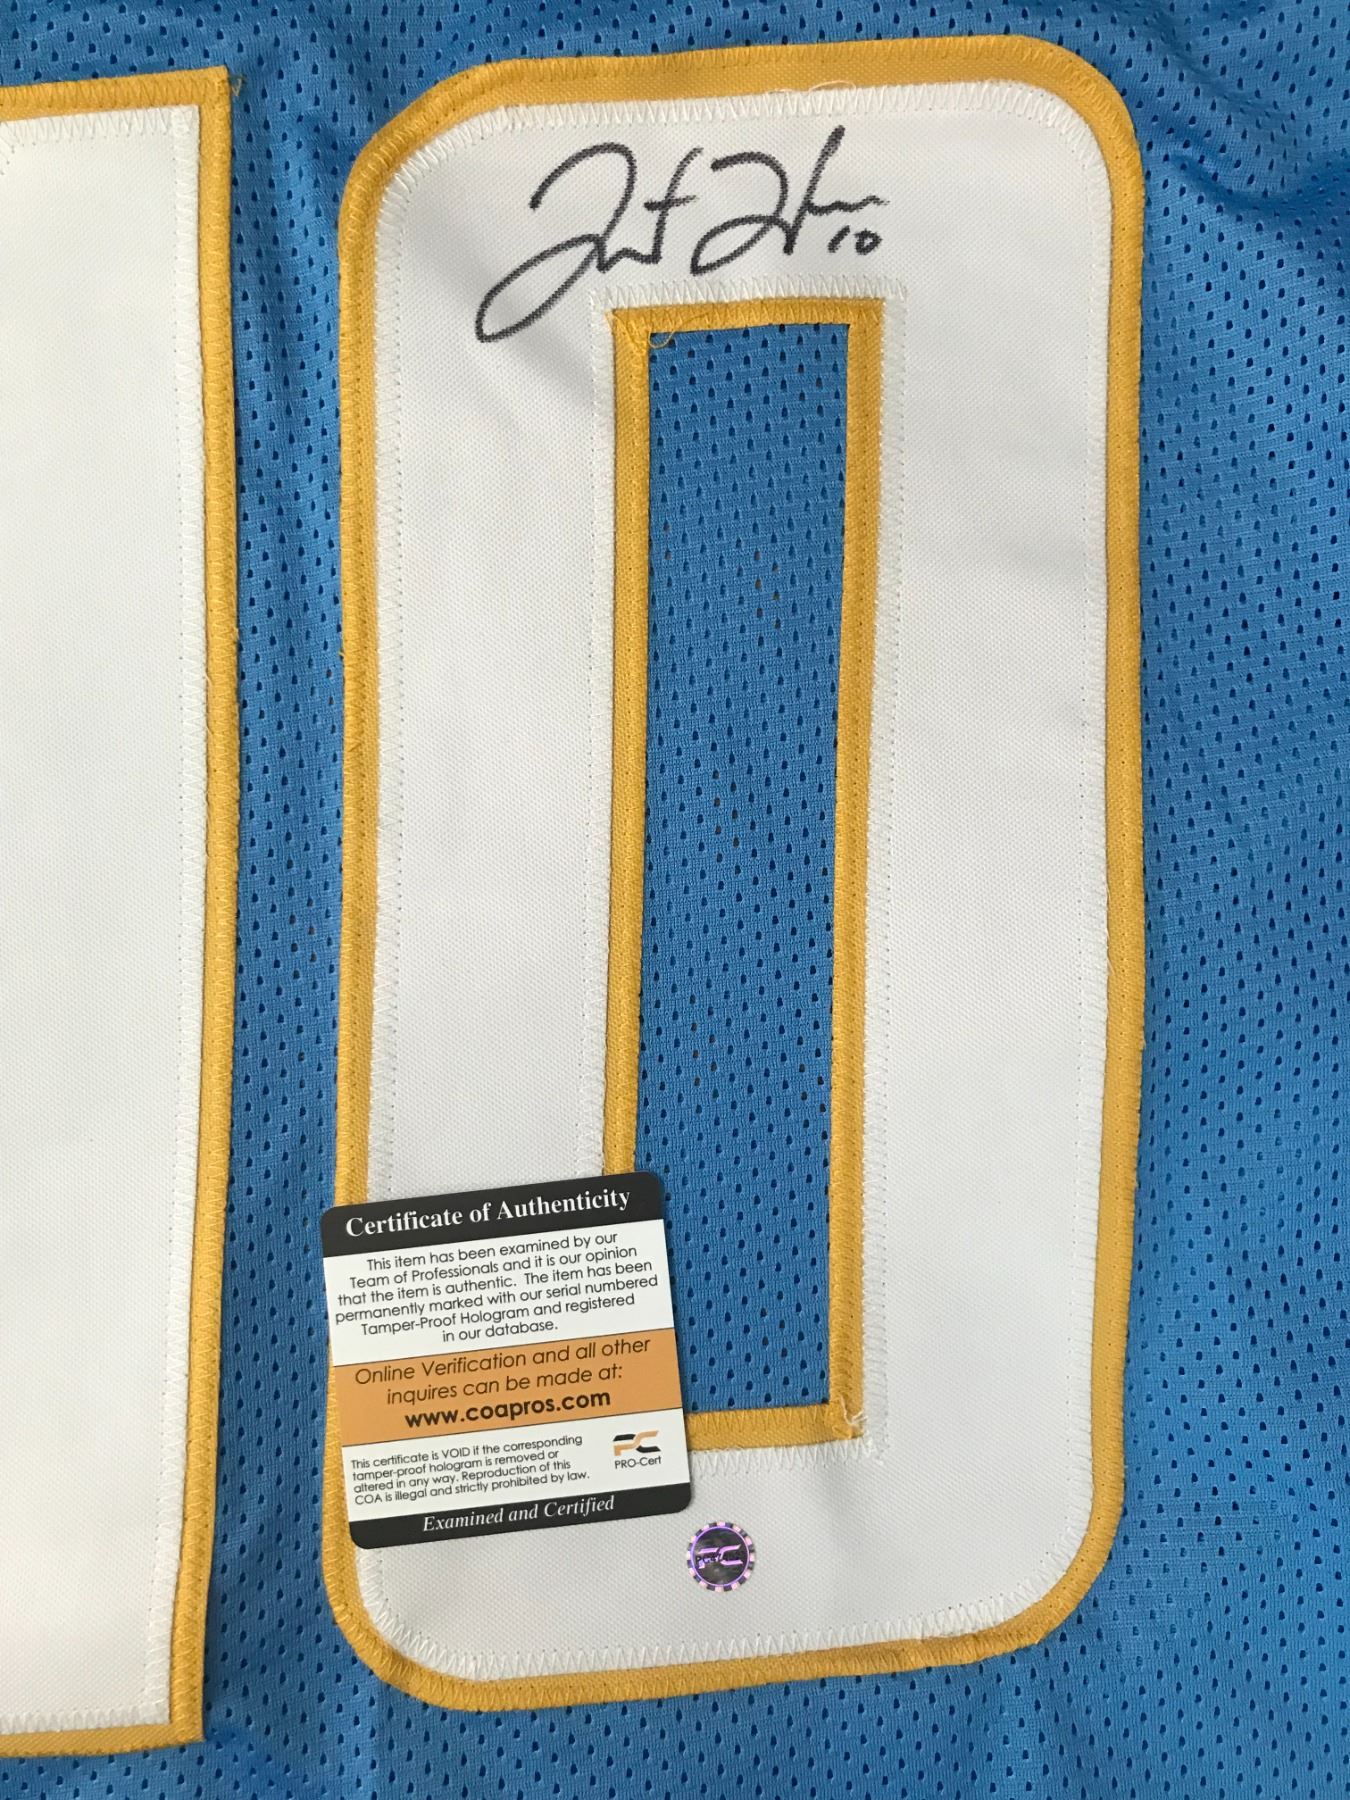 10
10
Certificate of Authenticity
This item has been examined by our
Team of Professionals and it is our opinion
that the item is authentic. The item has been
permanently marked with our serial numbered
Tamper-Proof Hologram and registered
in our database.
Online Verification and all other
inquires can be made at:
www.coapros.com
This certificate is VOID if the corresponding
tamper-proof hologram is removed or
altered in any way. Reproduction of this
COA is illegal and strictly prohibited by law.
PC
PRO-Cert
Examined and Certified
PC